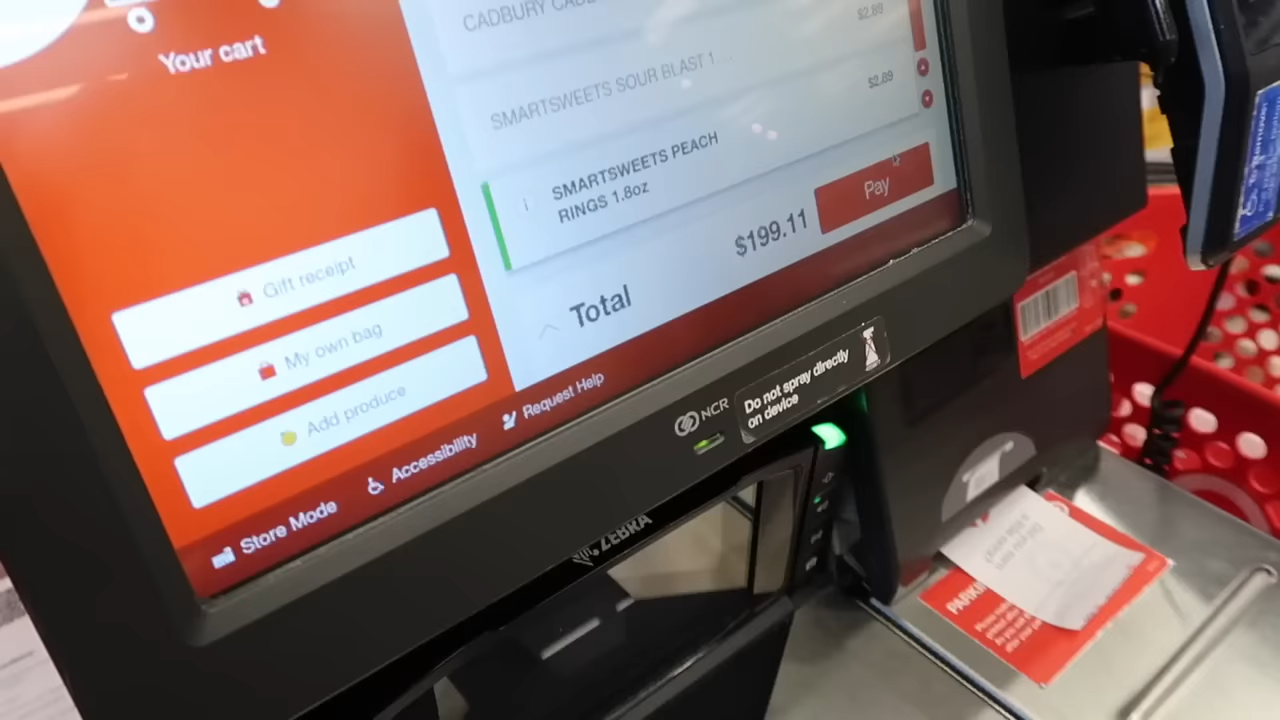 Your cart
Gift receipt
My own bag
Add produce
Store Mode
Accessibility
Request Help
CADBURY
$2.89
SMARTSWEETS SOUR BLAST 1...
$2.89
SMARTSWEETS PEACH
RINGS 1.8oz
Total
$199.11
Pay
NCR
Do not spray directly
on device
ZEBRA